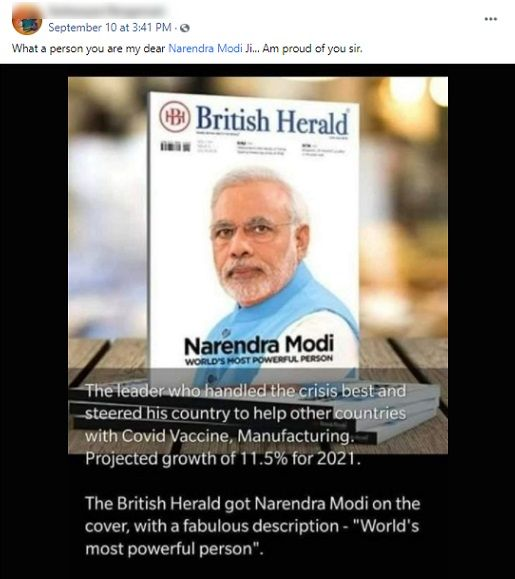 September 10 at 3:41 PM ·
What a person you are my dear Narendra Modi Ji... Am proud of you sir.
HBH
British Herald
Narendra Modi
WORLD'S MOST POWERFUL PERSON
The leader who handled the crisis best and
steered his country to help other countries
with Covid Vaccine, Manufacturing.
Projected growth of 11.5% for 2021.
The British Herald got Narendra Modi on the
cover, with a fabulous description - "World's
most powerful person".